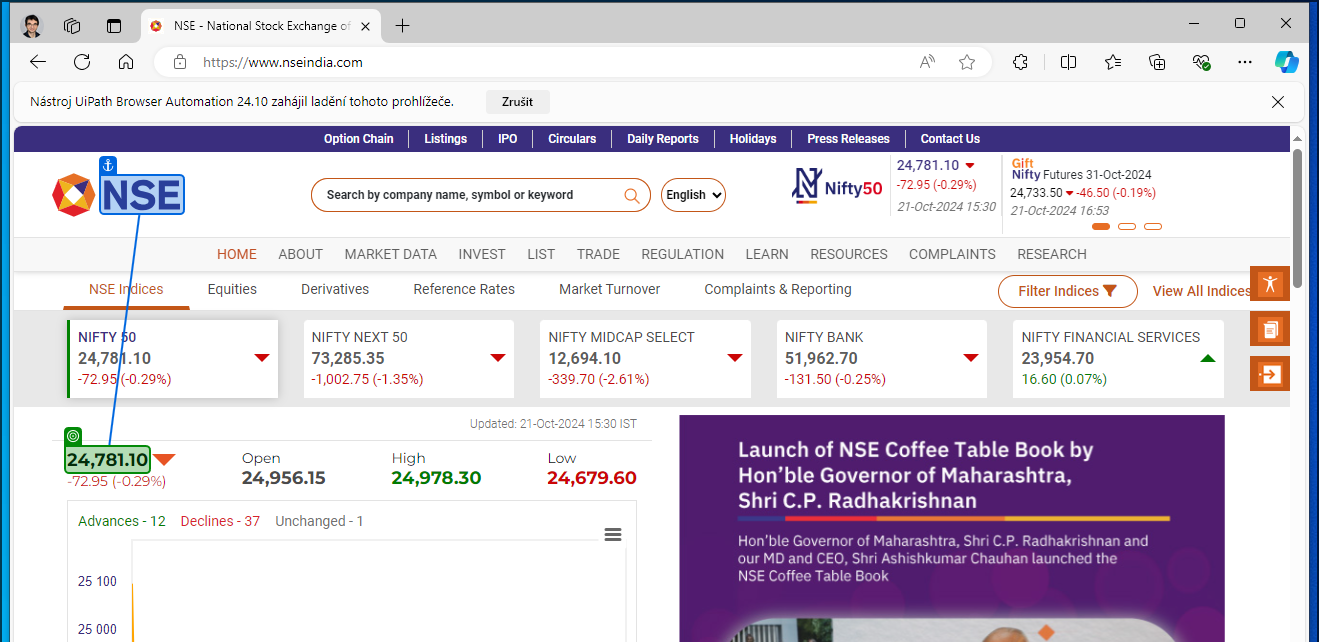 NSE - National Stock Exchange of
https://www.nseindia.com
Nástroj UiPath Browser Automation 24.10 zahájil ladění tohoto prohlížeče.
Zrušit
Option Chain
Listings
IPO
Circulars
Daily Reports
Holidays
Press Releases
Contact Us
NSE
Search by company name, symbol or keyword
English
Nifty50
24,781.10
-72.95 (-0.29%)
21-Oct-2024 15:30
Gift
Nifty Futures 31-Oct-2024
24,733.50 -46.50 (-0.19%)
21-Oct-2024 16:53
HOME
ABOUT
MARKET DATA
INVEST
LIST
TRADE
REGULATION
LEARN
RESOURCES
COMPLAINTS
RESEARCH
NSE Indices
Equities
Derivatives
Reference Rates
Market Turnover
Complaints & Reporting
Filter Indices
View All Indices
NIFTY 50
24,781.10
-72.95 (-0.29%)
NIFTY NEXT 50
73,285.35
-1,002.75 (-1.35%)
NIFTY MIDCAP SELECT
12,694.10
-339.70 (-2.61%)
NIFTY BANK
51,962.70
-131.50 (-0.25%)
NIFTY FINANCIAL SERVICES
23,954.70
16.60 (0.07%)
Updated: 21-Oct-2024 15:30 IST
24,781.10
-72.95 (-0.29%)
Open
24,956.15
High
24,978.30
Low
24,679.60
Advances - 12
Declines - 37
Unchanged - 1
25 100
25 000
Launch of NSE Coffee Table Book by
Hon'ble Governor of Maharashtra,
Shri C.P. Radhakrishnan
Hon'ble Governor of Maharashtra, Shri C.P. Radhakrishnan and
our MD and CEO, Shri Ashishkumar Chauhan launched the
NSE Coffee Table Book